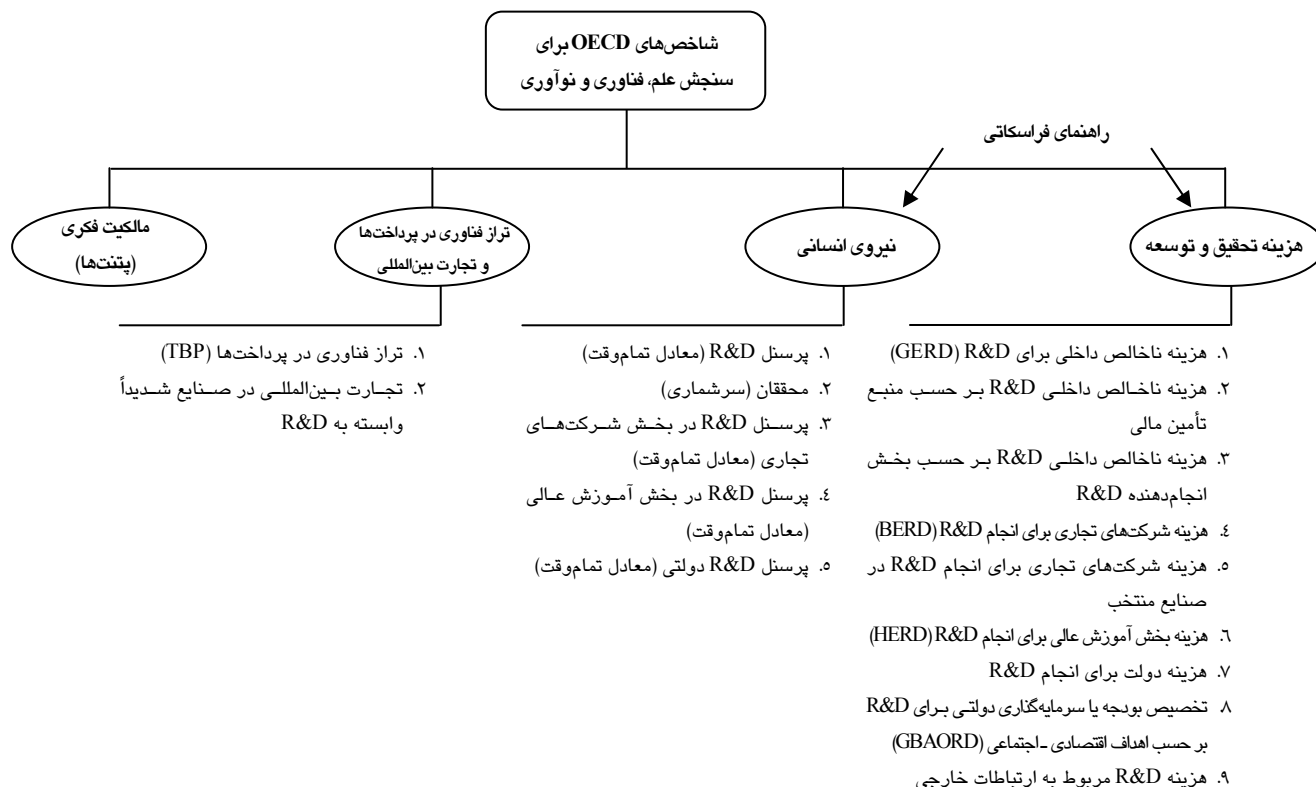 شاخص‌های OECD برای
سنجش علم، فناوری و نوآوری
راهنمای فراسکاتی
هزینه تحقیق و توسعه
نیروی انسانی
تراز فناوری در پرداخت‌ها
و تجارت بین‌المللی
مالکیت فکری
(پتنت‌ها)
۱. هزینه ناخالص داخلی برای R&D (GERD)
۲. هزینه ناخالص داخلی R&D بر حسب منبع
تأمین مالی
۳. هزینه ناخالص داخلی R&D بر حسب بخش
انجام‌دهنده R&D
٤. هزینه شرکت‌های تجاری برای انجام R&D (BERD)
٥. هزینه شرکت‌های تجاری برای انجام R&D در
صنایع منتخب
٦. هزینه بخش آموزش عالی برای انجام R&D (HERD)
۷. هزینه دولت برای انجام R&D
۸. تخصیص بودجه یا سرمایه‌گذاری دولتی برای R&D
بر حسب اهداف اقتصادی ـ اجتماعی (GBAORD)
۹. هزینه R&D مربوط به ارتباطات خارجی
۱. پرسنل R&D (معادل تمام‌وقت)
۲. محققان (سرشماری)
۳. پرسنل R&D در بخش شرکت‌های
تجاری (معادل تمام‌وقت)
٤. پرسنل R&D در بخش آموزش عالی
(معادل تمام‌وقت)
٥. پرسنل R&D دولتی (معادل تمام‌وقت)
۱. تراز فناوری در پرداخت‌ها (TBP)
۲. تجارت بین‌المللی در صنایع شدیداً
وابسته به R&D